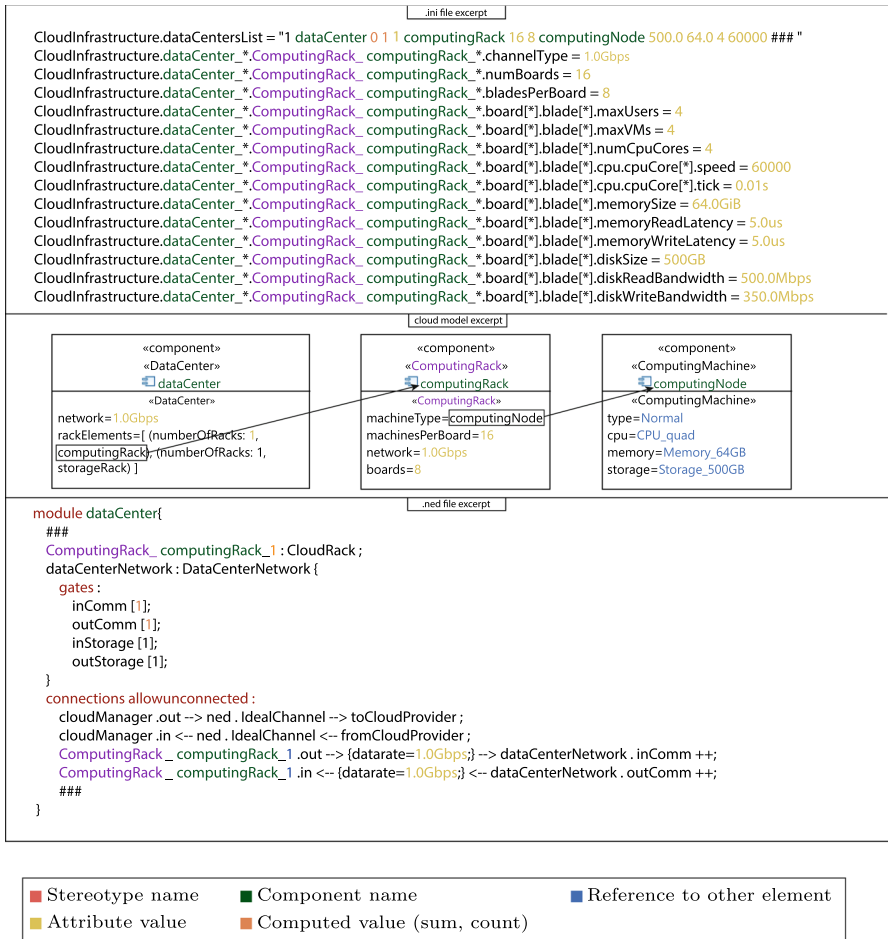 .ini file excerpt
CloudInfrastructure.dataCentersList = "1 dataCenter 0 1 1 computingRack 16 8 computingNode 500.0 64.0 4 60000 ### "
CloudInfrastructure.dataCenter_*.ComputingRack_ computingRack_*.channelType = 1.0Gbps
CloudInfrastructure.dataCenter_*.ComputingRack_ computingRack_*.numBoards = 16
CloudInfrastructure.dataCenter_*.ComputingRack_ computingRack_*.bladesPerBoard = 8
CloudInfrastructure.dataCenter_*.ComputingRack_ computingRack_*.board[*].blade[*].maxUsers = 4
CloudInfrastructure.dataCenter_*.ComputingRack_ computingRack_*.board[*].blade[*].maxVMs = 4
CloudInfrastructure.dataCenter_*.ComputingRack_ computingRack_*.board[*].blade[*].numCpuCores = 4
CloudInfrastructure.dataCenter_*.ComputingRack_ computingRack_*.board[*].blade[*].cpu.cpuCore[*].speed = 60000
CloudInfrastructure.dataCenter_*.ComputingRack_ computingRack_*.board[*].blade[*].cpu.cpuCore[*].tick = 0.01s
CloudInfrastructure.dataCenter_*.ComputingRack_ computingRack_*.board[*].blade[*].memorySize = 64.0GiB
CloudInfrastructure.dataCenter_*.ComputingRack_ computingRack_*.board[*].blade[*].memoryReadLatency = 5.0us
CloudInfrastructure.dataCenter_*.ComputingRack_ computingRack_*.board[*].blade[*].memoryWriteLatency = 5.0us
CloudInfrastructure.dataCenter_*.ComputingRack_ computingRack_*.board[*].blade[*].diskSize = 500GB
CloudInfrastructure.dataCenter_*.ComputingRack_ computingRack_*.board[*].blade[*].diskReadBandwidth = 500.0Mbps
CloudInfrastructure.dataCenter_*.ComputingRack_ computingRack_*.board[*].blade[*].diskWriteBandwidth = 350.0Mbps
cloud model excerpt
«component»
«DataCenter»
dataCenter
«DataCenter»
network=1.0Gbps
rackElements=[ (numberOfRacks: 1,
computingRack), (numberOfRacks: 1,
storageRack) ]
«component»
«ComputingRack»
computingRack
«ComputingRack»
machineType=computingNode
machinesPerBoard=16
network=1.0Gbps
boards=8
«component»
«ComputingMachine»
computingNode
«ComputingMachine»
type=Normal
cpu=CPU_quad
memory=Memory_64GB
storage=Storage_500GB
.ned file excerpt
module dataCenter{
###
ComputingRack_ computingRack_1 : CloudRack ;
dataCenterNetwork : DataCenterNetwork {
gates :
inComm [1];
outComm [1];
inStorage [1];
outStorage [1];
}
connections allowunconnected :
cloudManager .out --> ned . IdealChannel --> toCloudProvider ;
cloudManager .in <-- ned . IdealChannel <-- fromCloudProvider ;
ComputingRack _ computingRack_1 .out --> {datarate=1.0Gbps;} --> dataCenterNetwork . inComm ++;
ComputingRack _ computingRack_1 .in <-- {datarate=1.0Gbps;} <-- dataCenterNetwork . outComm ++;
###
}
Stereotype name
Component name
Reference to other element
Attribute value
Computed value (sum, count)